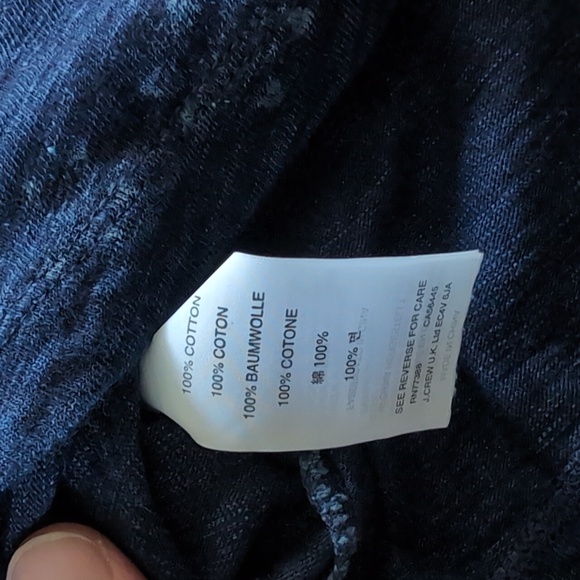 100% COTTON
100% COTON
100% BAUMWOLLE
100% COTONE
綿 100%
100% 면
SEE REVERSE FOR CARE
RN77388 CA56445
J.CREW U.K. Ltd EC4V 6JA